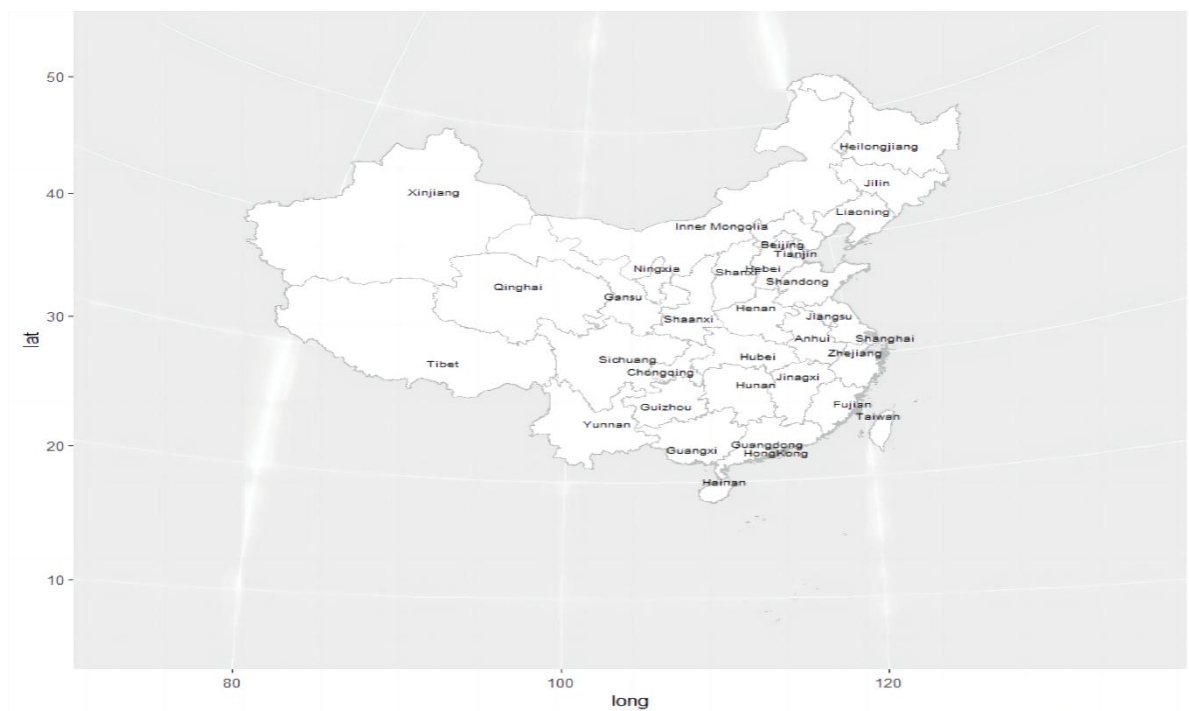 50
Heilongjiang
Jilin
Xinjiang
40
Liaoning
Inner Mongolia
Beijing
Tianjin
Ningxia
Shanxi
Hebei
Shandong
Qinghai
Gansu
Henan
30
Shaanxi
Jiangsu
lat
Anhui
Shanghai
Zhejiang
Hubei
Sichuang
Tibet
Chongqing
Jinagxi
Hunan
Guizhou
Fujian
Taiwan
Yunnan
20
Guangxi
Guangdong
HongKong
Hainan
10
80
100
120
long